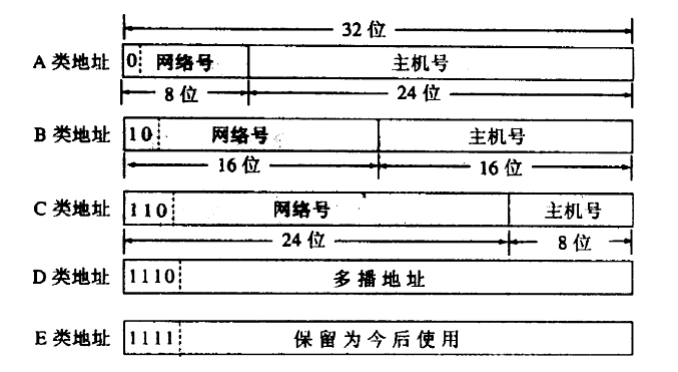 32 位
A 类地址 0 网络号 主机号
8 位 24 位
B 类地址 10 网络号 主机号
16 位 16 位
C 类地址 110 网络号 主机号
24 位 8 位
D 类地址 1110 多播地址
E 类地址 1111 保留为今后使用